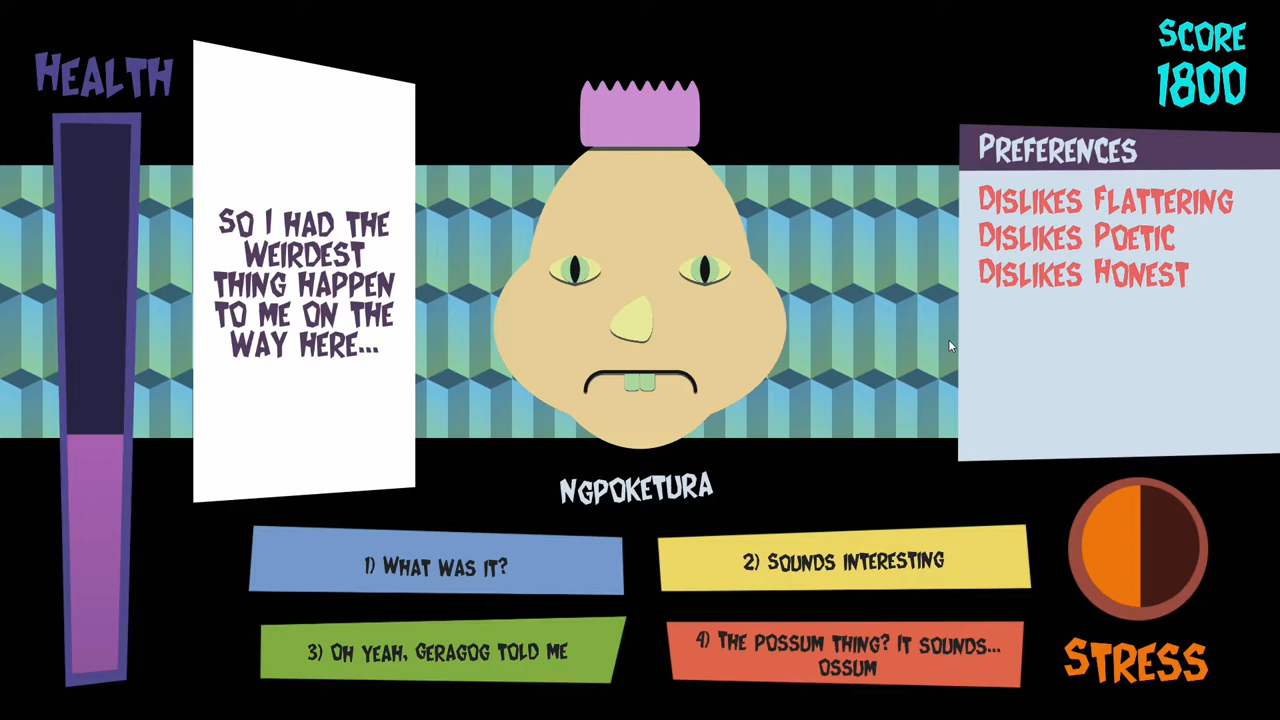 HEALTH
SCORE
1800
SO I HAD THE
WEIRDEST
THING HAPPEN
TO ME ON THE
WAY HERE...
PREFERENCES
DISLIKES FLATTERING
DISLIKES POETIC
DISLIKES HONEST
NGPOKETURA
1) WHAT WAS IT?
2) SOUNDS INTERESTING
3) OH YEAH, GERAGOG TOLD ME
4) THE POSSUM THING? IT SOUNDS...
OSSUM
STRESS